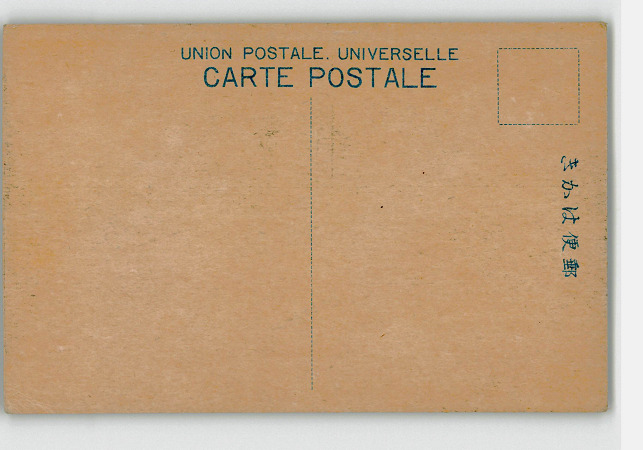 UNION POSTALE. UNIVERSELLE
CARTE POSTALE
きかは便郵